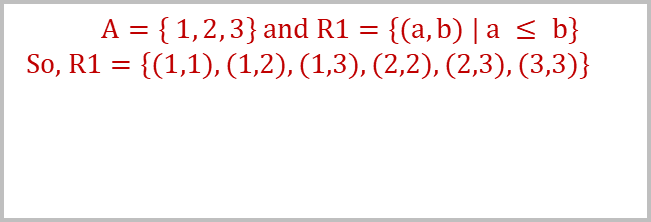 A = { 1, 2, 3} and R1 = {(a, b) | a ≤ b}
So, R1 = {(1,1), (1,2), (1,3), (2,2), (2,3), (3,3)}